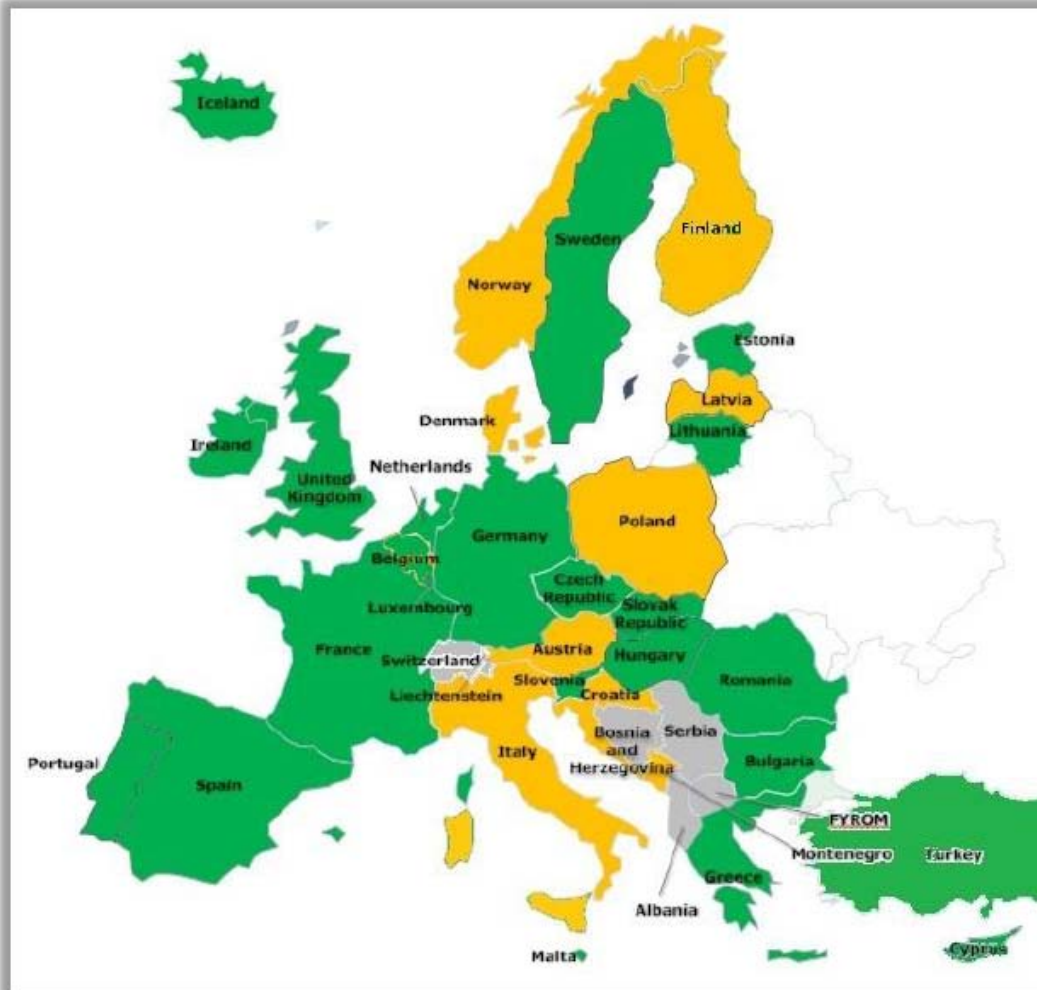 Iceland
Finland
Sweden
Norway
Estonia
Latvia
Denmark
Lithuania
Ireland
Netherlands
United
Kingdom
Poland
Germany
Belgium
Czech
Republic
Luxembourg
Slovak
Republic
France
Austria
Switzerland
Hungary
Slovenia
Romania
Liechtenstein
Croatia
Serbia
Bosnia
and
Herzegovina
Italy
Portugal
Spain
Bulgaria
FYROM
Montenegro
Turkey
Greece
Albania
Malta
Cyprus